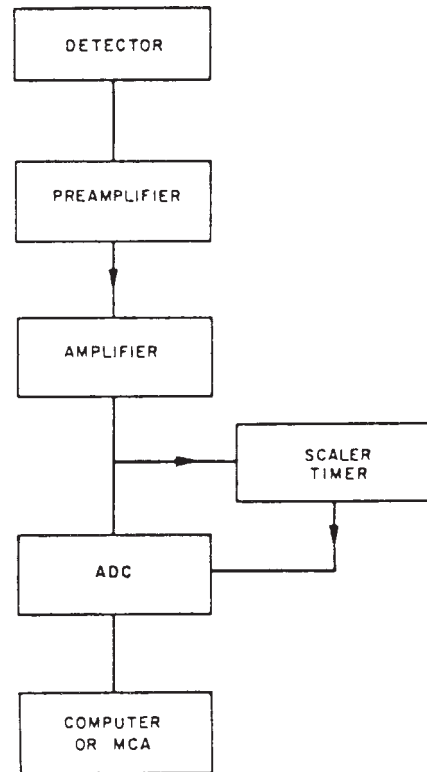 DETECTOR
PREAMPLIFIER
AMPLIFIER
SCALER
TIMER
ADC
COMPUTER
OR MCA